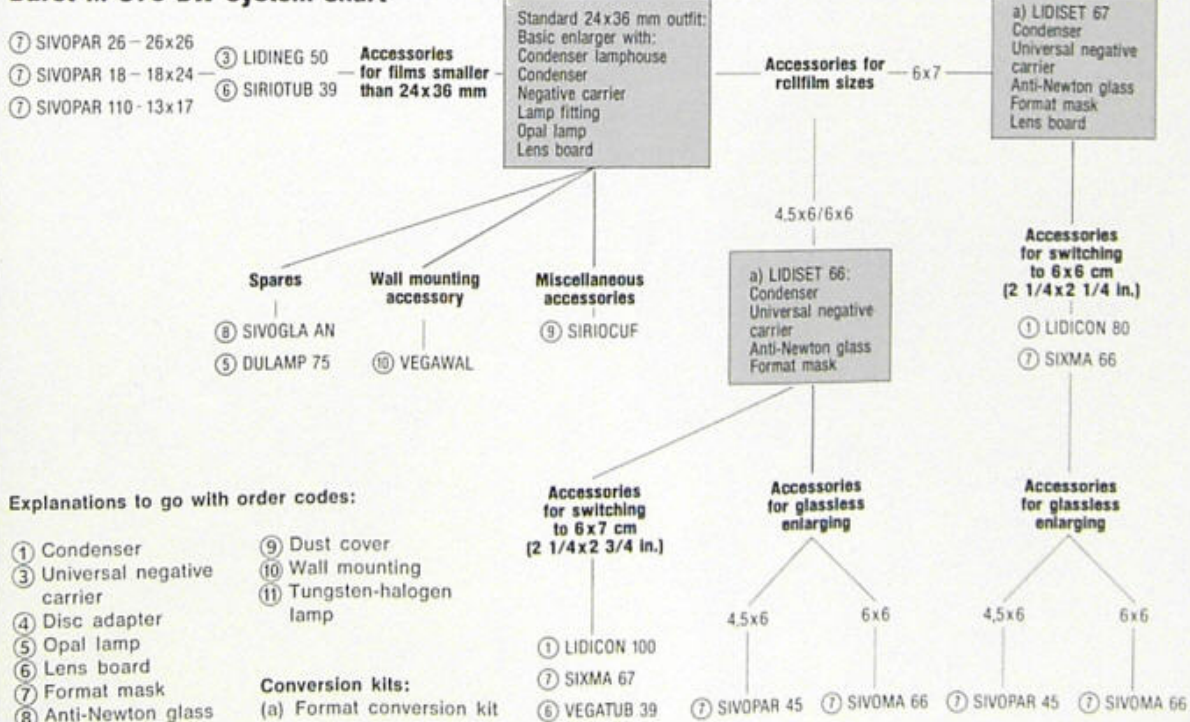 ⑦ SIVOPAR 26 – 26x26
⑦ SIVOPAR 18 – 18x24
⑦ SIVOPAR 110 - 13x17
③ LIDINEG 50
⑥ SIRIOTUB 39
Accessories
for films smaller
than 24x36 mm
Standard 24x36 mm outfit:
Basic enlarger with:
Condenser lamphouse
Condenser
Negative carrier
Lamp fitting
Opal lamp
Lens board
Accessories for
rollfilm sizes
6x7
a) LIDISET 67
Condenser
Universal negative
carrier
Anti-Newton glass
Format mask
Lens board
4,5x6/6x6
Spares
⑧ SIVOGLA AN
⑤ DULAMP 75
Wall mounting
accessory
⑩ VEGAWAL
Miscellaneous
accessories
⑨ SIRIOCUF
a) LIDISET 66:
Condenser
Universal negative
carrier
Anti-Newton glass
Format mask
Accessories
for switching
to 6x6 cm
(2 1/4x2 1/4 in.)
① LIDICON 80
⑦ SIXMA 66
Explanations to go with order codes:
① Condenser
③ Universal negative
carrier
④ Disc adapter
⑤ Opal lamp
⑥ Lens board
⑦ Format mask
⑧ Anti-Newton glass
⑨ Dust cover
⑩ Wall mounting
⑪ Tungsten-halogen
lamp
Conversion kits:
(a) Format conversion kit
Accessories
for switching
to 6x7 cm
(2 1/4x2 3/4 in.)
① LIDICON 100
⑦ SIXMA 67
⑥ VEGATUB 39
Accessories
for glassless
enlarging
4,5x6
6x6
⑦ SIVOPAR 45
⑦ SIVOMA 66
Accessories
for glassless
enlarging
4,5x6
6x6
⑦ SIVOPAR 45
⑦ SIVOMA 66